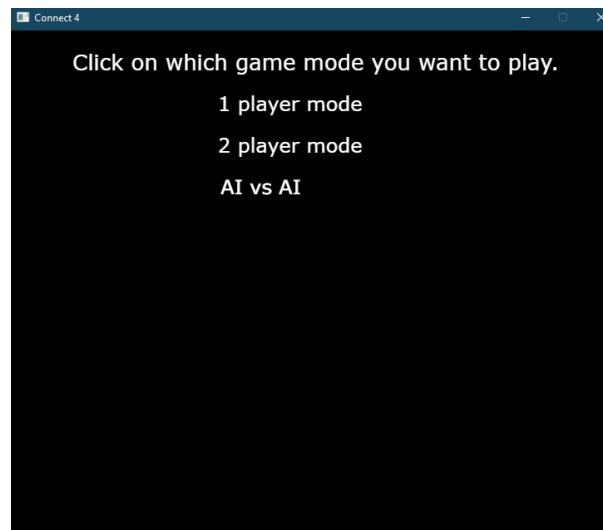 Connect 4
Click on which game mode you want to play.
1 player mode
2 player mode
AI vs AI